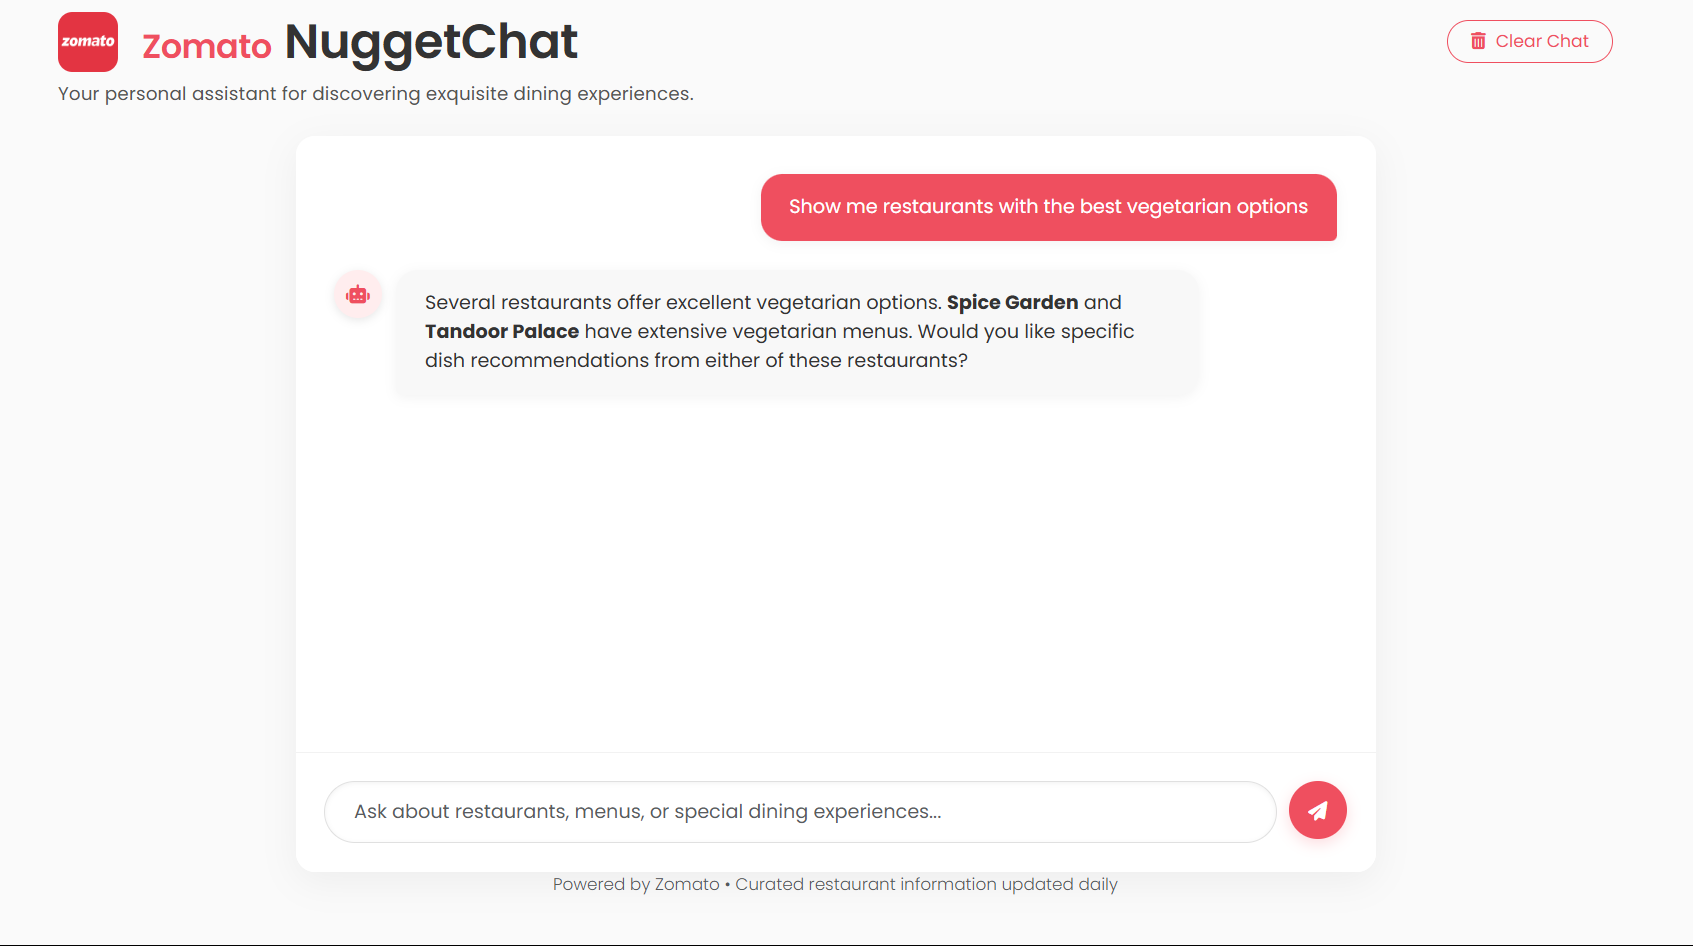 zomato
Zomato NuggetChat
Clear Chat
Your personal assistant for discovering exquisite dining experiences.
Show me restaurants with the best vegetarian options
Several restaurants offer excellent vegetarian options. Spice Garden and
Tandoor Palace have extensive vegetarian menus. Would you like specific
dish recommendations from either of these restaurants?
Ask about restaurants, menus, or special dining experiences...
Powered by Zomato • Curated restaurant information updated daily